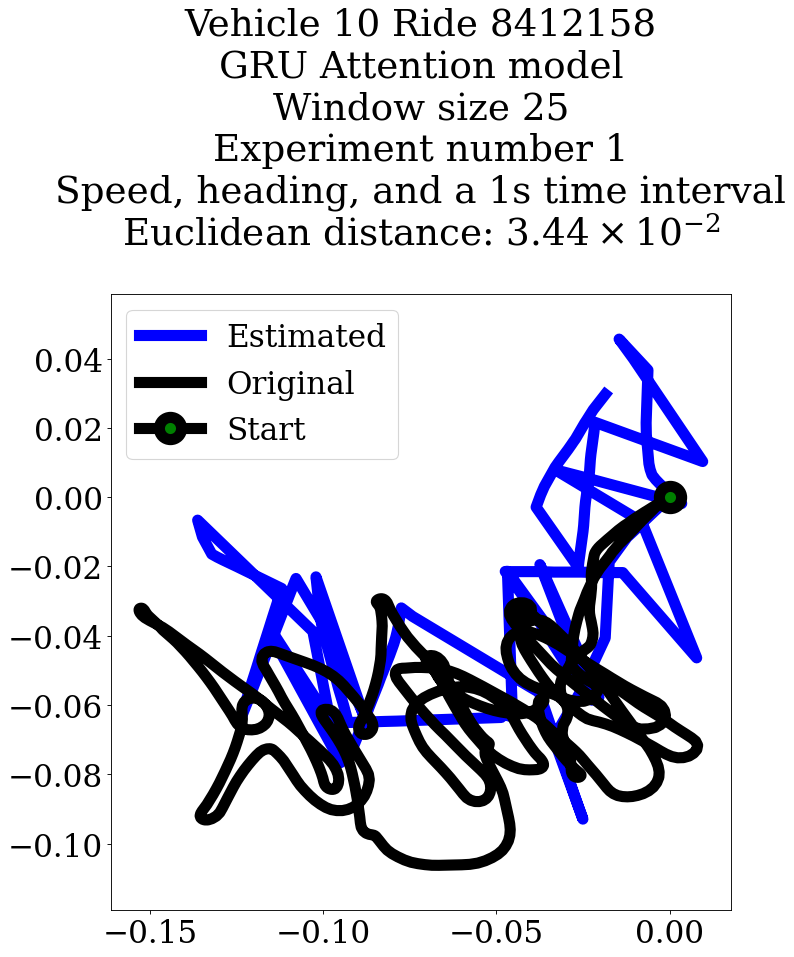 Vehicle 10 Ride 8412158
GRU Attention model
Window size 25
Experiment number 1
Speed, heading, and a 1s time interval
Euclidean distance: 3.44 × 10⁻²
Estimated
Original
Start
0.04
0.02
0.00
−0.02
−0.04
−0.06
−0.08
−0.10
−0.15
−0.10
−0.05
0.00